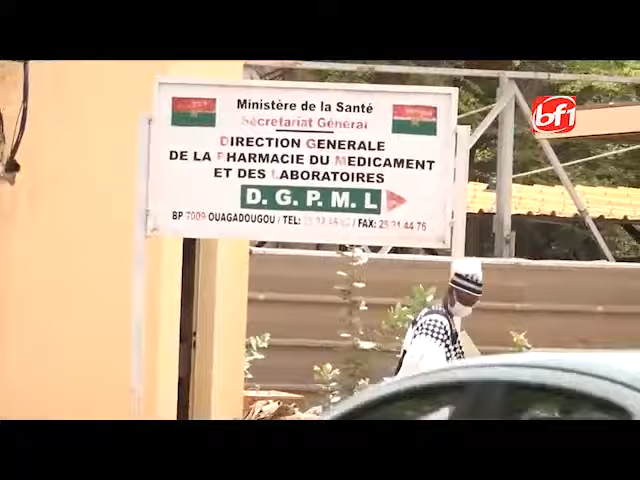 bf1
Ministére de la Santé
Secrétariat Général
DIRECTION GENERALE
DE LA PHARMACIE DU MEDICAMENT
ET DES LABORATOIRES
D. G. P. M. L
BP 7009 OUAGADOUGOU / TEL: / FAX: 25 31 44 76